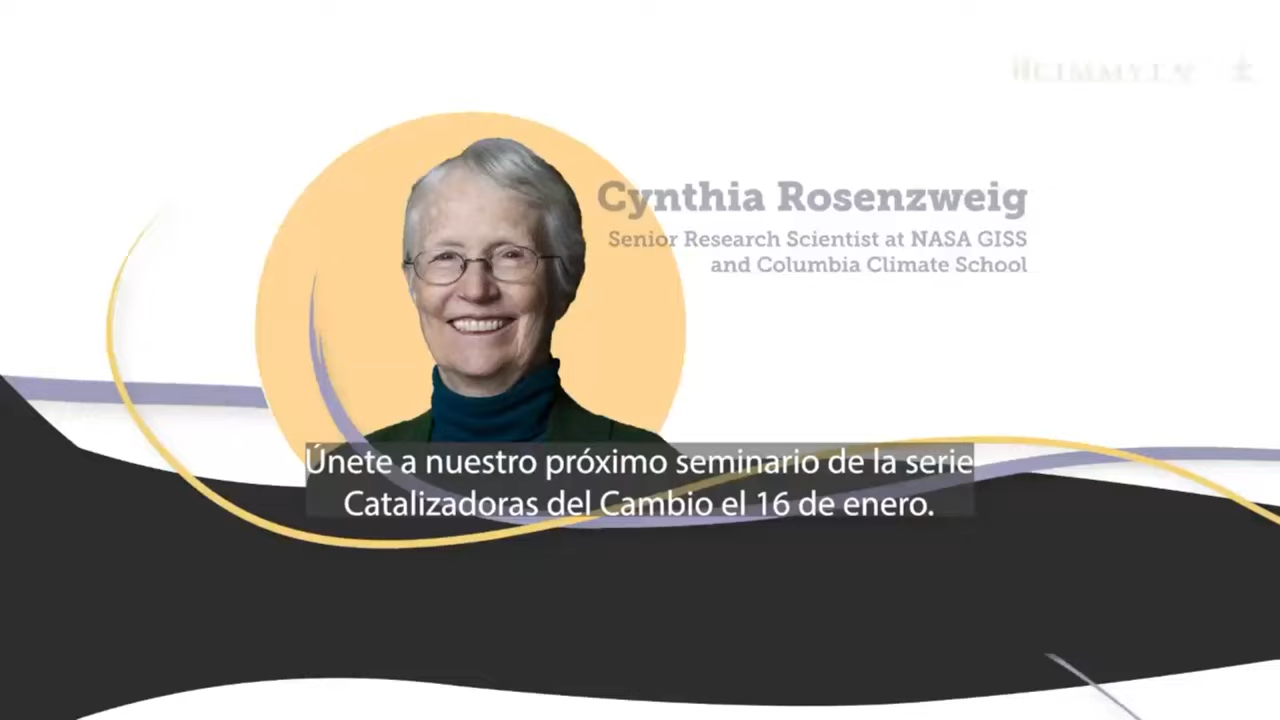 Cynthia Rosenzweig
Senior Research Scientist at NASA GISS
and Columbia Climate School
Únete a nuestro próximo seminario de la serie
Catalizadoras del Cambio el 16 de enero.